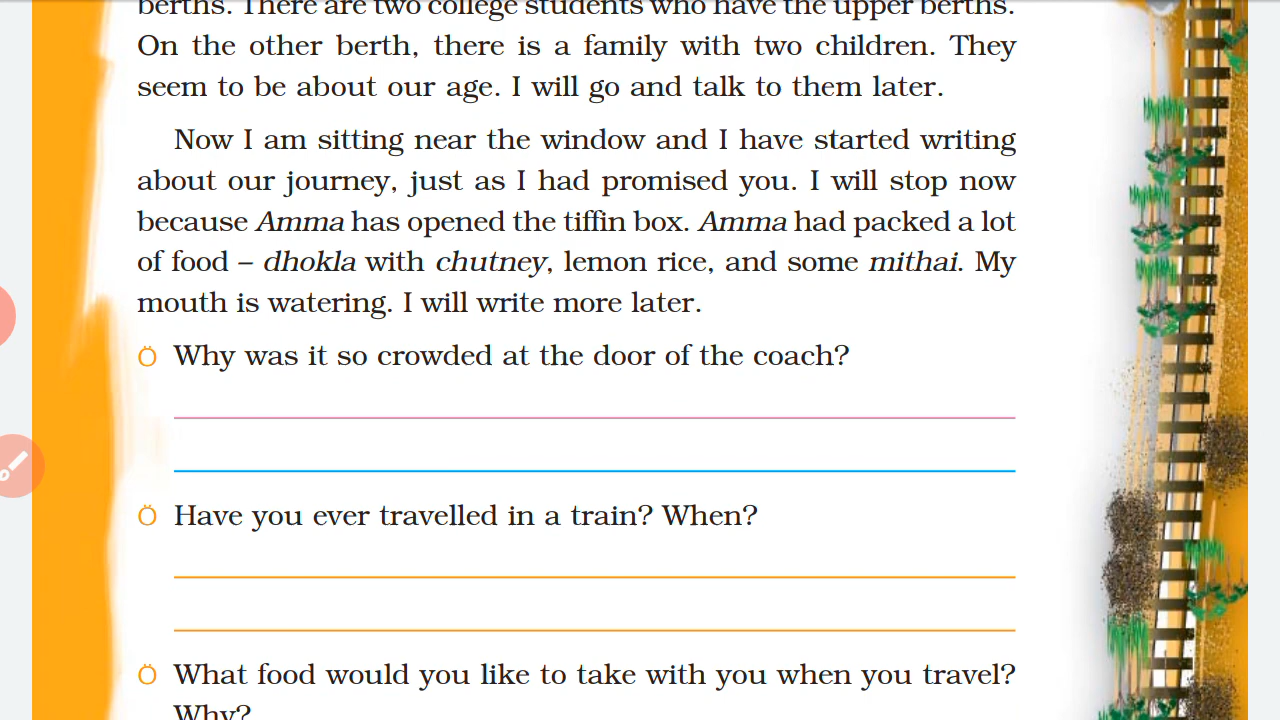 berths. There are two college students who have the upper berths.
On the other berth, there is a family with two children. They
seem to be about our age. I will go and talk to them later.
Now I am sitting near the window and I have started writing
about our journey, just as I had promised you. I will stop now
because Amma has opened the tiffin box. Amma had packed a lot
of food – dhokla with chutney, lemon rice, and some mithai. My
mouth is watering. I will write more later.
Ö Why was it so crowded at the door of the coach?
Ö Have you ever travelled in a train? When?
Ö What food would you like to take with you when you travel?
Why?